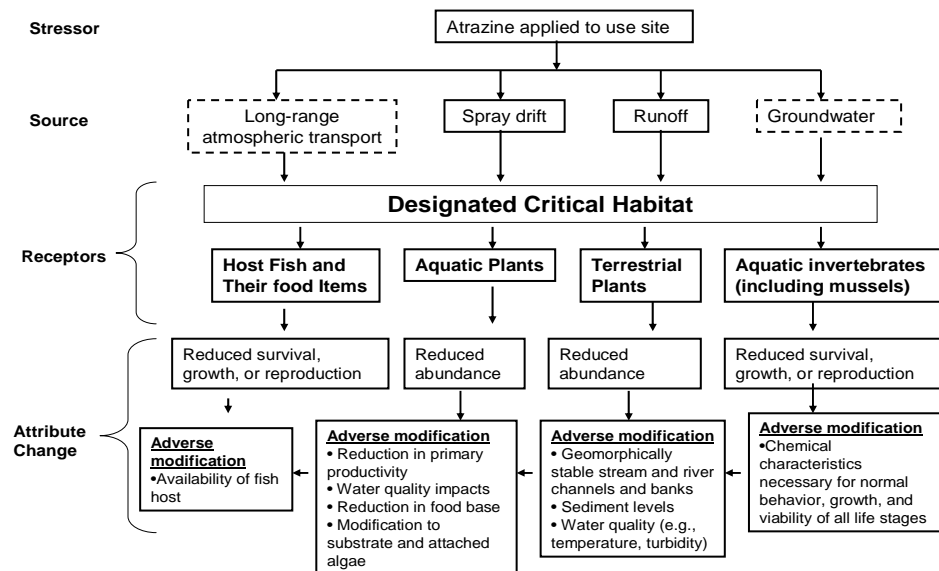 Stressor
Atrazine applied to use site
Source
Long-range
atmospheric transport
Spray drift
Runoff
Groundwater
Designated Critical Habitat
Receptors
Host Fish and
Their food Items
Aquatic Plants
Terrestrial
Plants
Aquatic invertebrates
(including mussels)
Attribute
Change
Reduced survival,
growth, or reproduction
Reduced
abundance
Reduced
abundance
Reduced survival,
growth, or reproduction
Adverse
modification
•Availability of fish
host
Adverse modification
• Reduction in primary
productivity
• Water quality impacts
• Reduction in food base
• Modification to
substrate and attached
algae
Adverse modification
• Geomorphically
stable stream and river
channels and banks
• Sediment levels
• Water quality (e.g.,
temperature, turbidity)
Adverse modification
•Chemical
characteristics
necessary for normal
behavior, growth, and
viability of all life stages